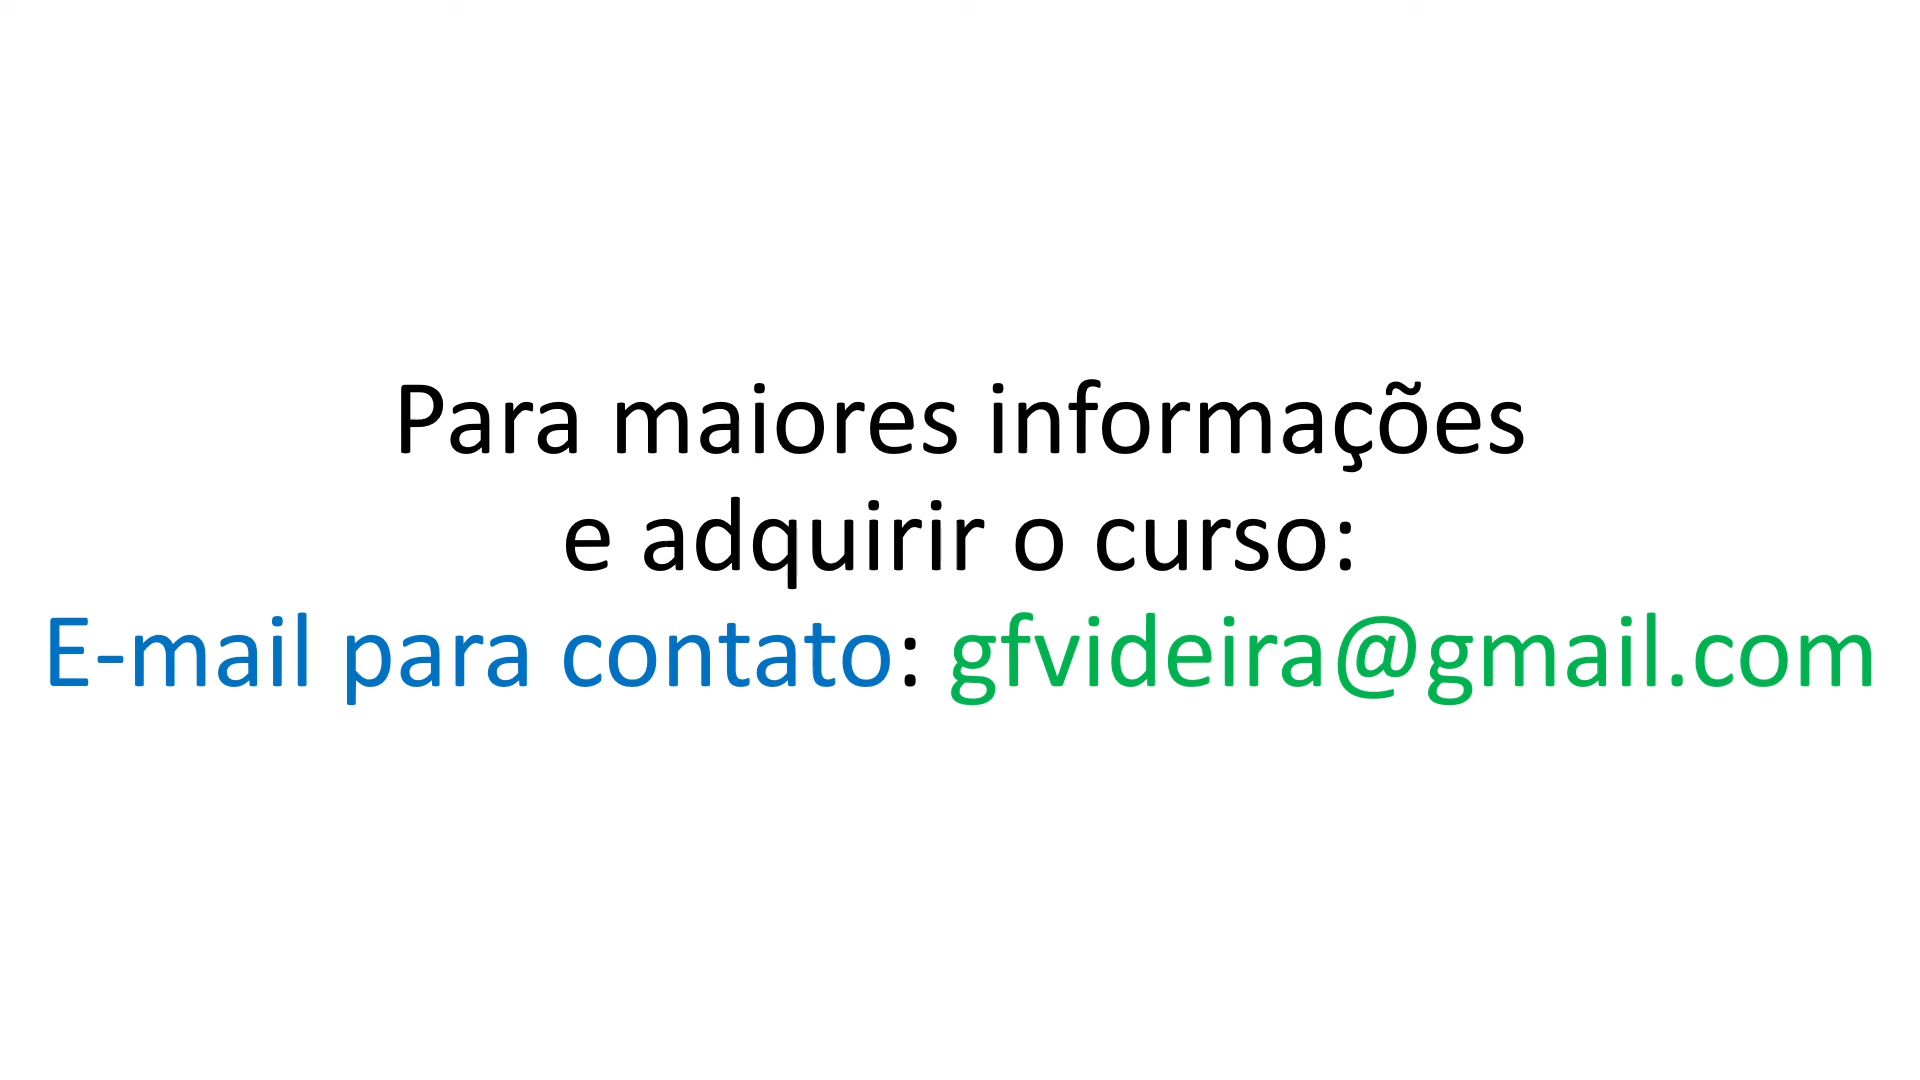 Para maiores informações
e adquirir o curso:
E-mail para contato: gfvideira@gmail.com